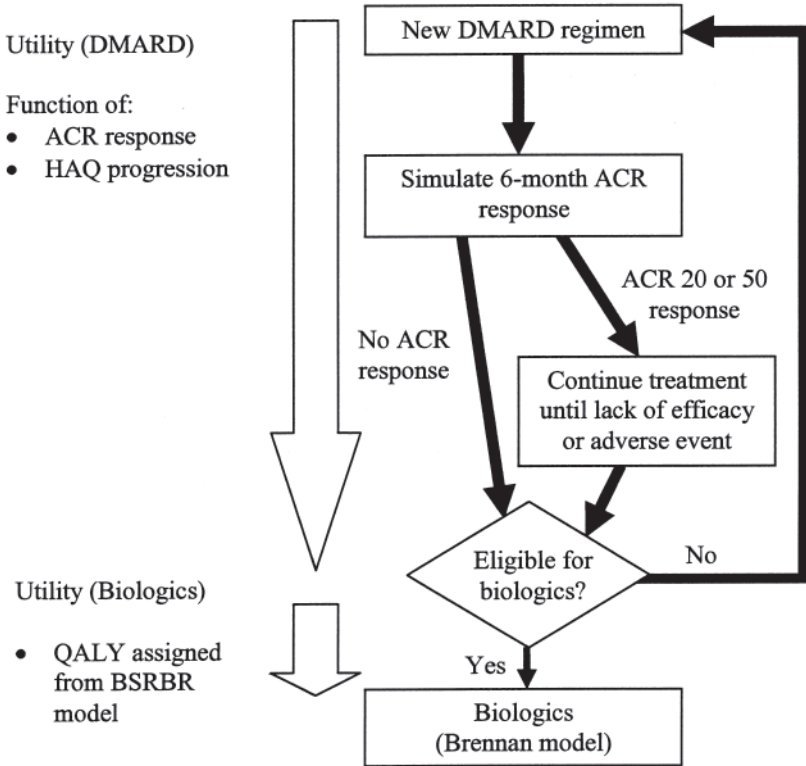 Utility (DMARD)
Function of:
• ACR response
• HAQ progression
New DMARD regimen
Simulate 6-month ACR
response
ACR 20 or 50
response
No ACR
response
Continue treatment
until lack of efficacy
or adverse event
Eligible for
biologics?
No
Yes
Utility (Biologics)
• QALY assigned
from BSRBR
model
Biologics
(Brennan model)